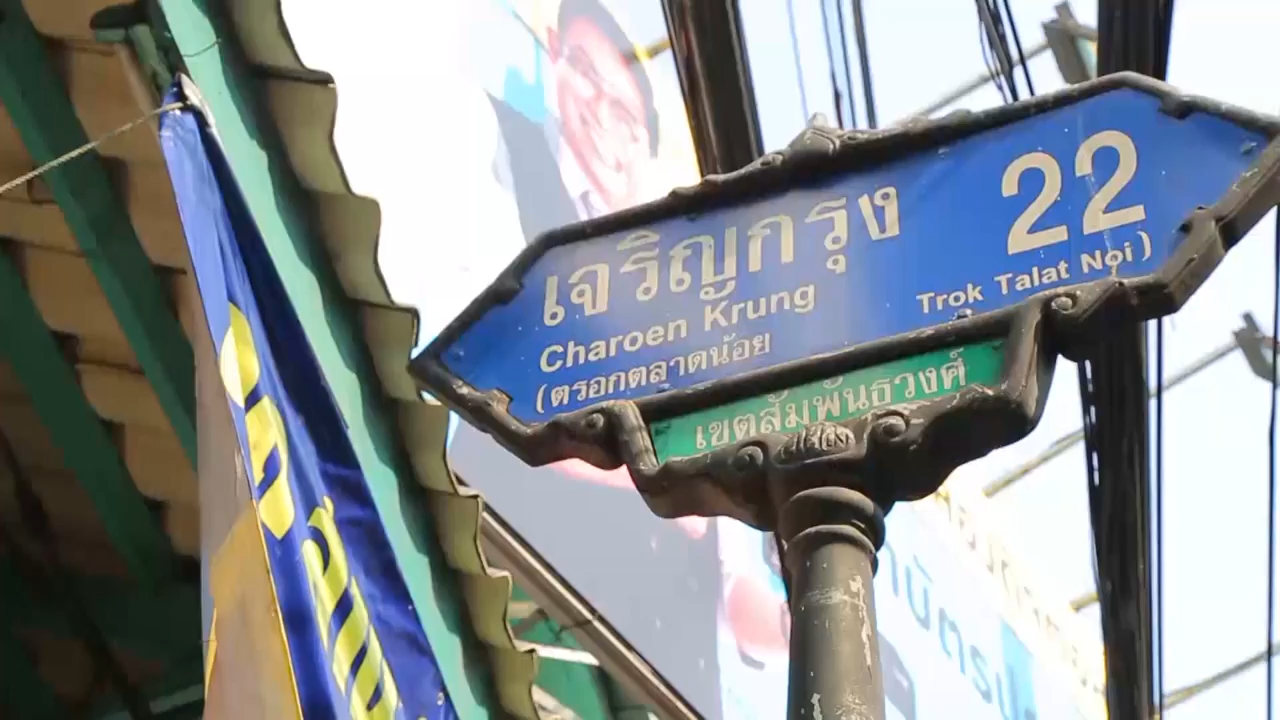 เจริญกรุง 22
Charoen Krung
(ตรอกตลาดน้อย
Trok Talat Noi)
เขตสัมพันธวงศ์